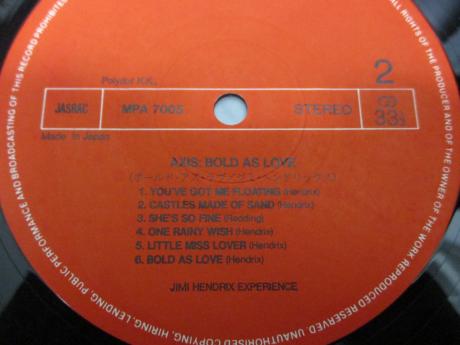 Polydor K.K.
2
JASRAC
MPA 7005
STEREO
33⅓
Made in Japan
AXIS: BOLD AS LOVE
1. YOU'VE GOT ME FLOATING (Hendrix)
2. CASTLES MADE OF SAND (Hendrix)
3. SHE'S SO FINE (Redding)
4. ONE RAINY WISH (Hendrix)
5. LITTLE MISS LOVER (Hendrix)
6. BOLD AS LOVE (Hendrix)
JIMI HENDRIX EXPERIENCE
ALL RIGHTS OF THE PRODUCER AND OF THE OWNER OF THE WORK REPRODUCED RESERVED. UNAUTHORISED COPYING, HIRING, LENDING, PUBLIC PERFORMANCE AND BROADCASTING OF THIS RECORD PROHIBITED